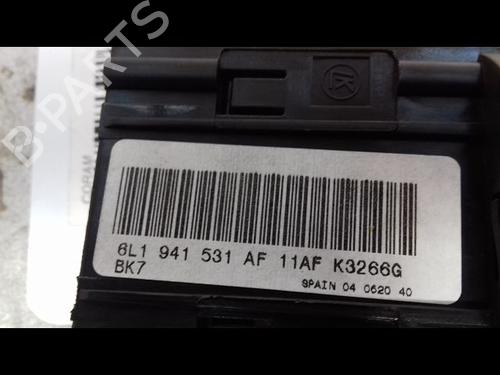 B-PARTS
6L1 941 531 AF 11AF K3266G
BK7
SPAIN 04 0620 40